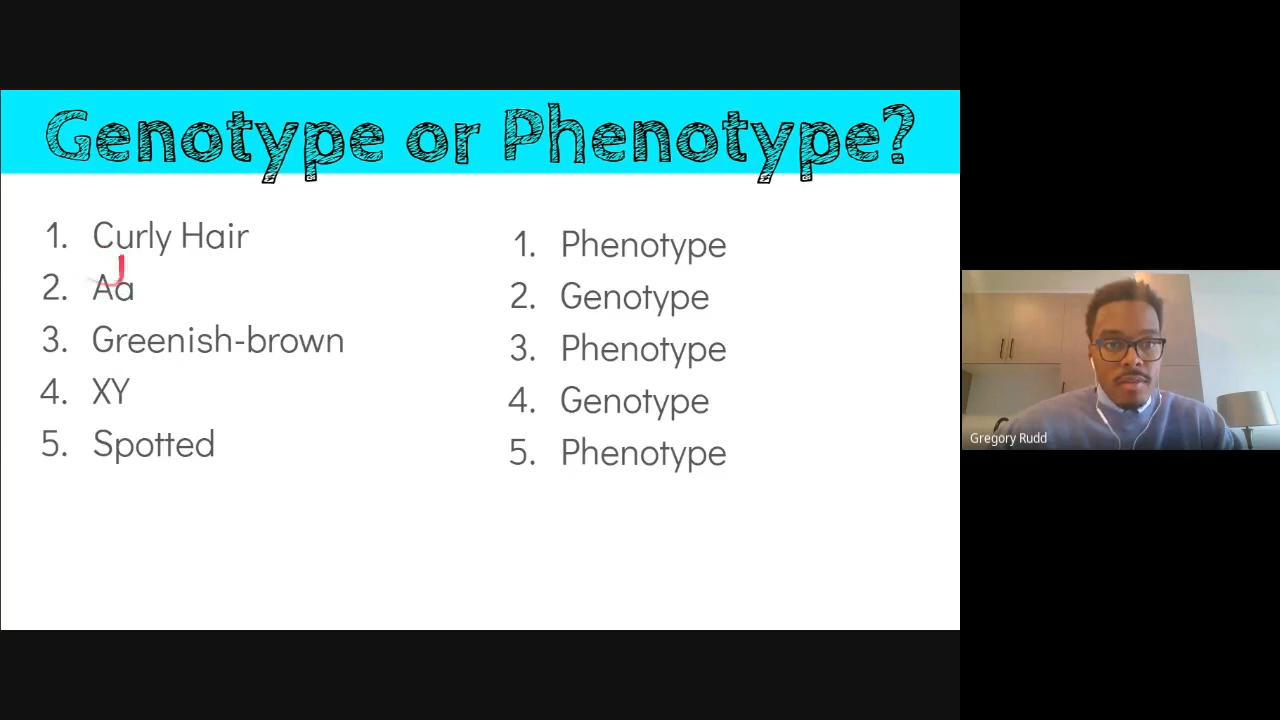 Genotype or Phenotype?
1. Curly Hair
2. Aa
3. Greenish-brown
4. XY
5. Spotted
1. Phenotype
2. Genotype
3. Phenotype
4. Genotype
5. Phenotype
Gregory Rudd